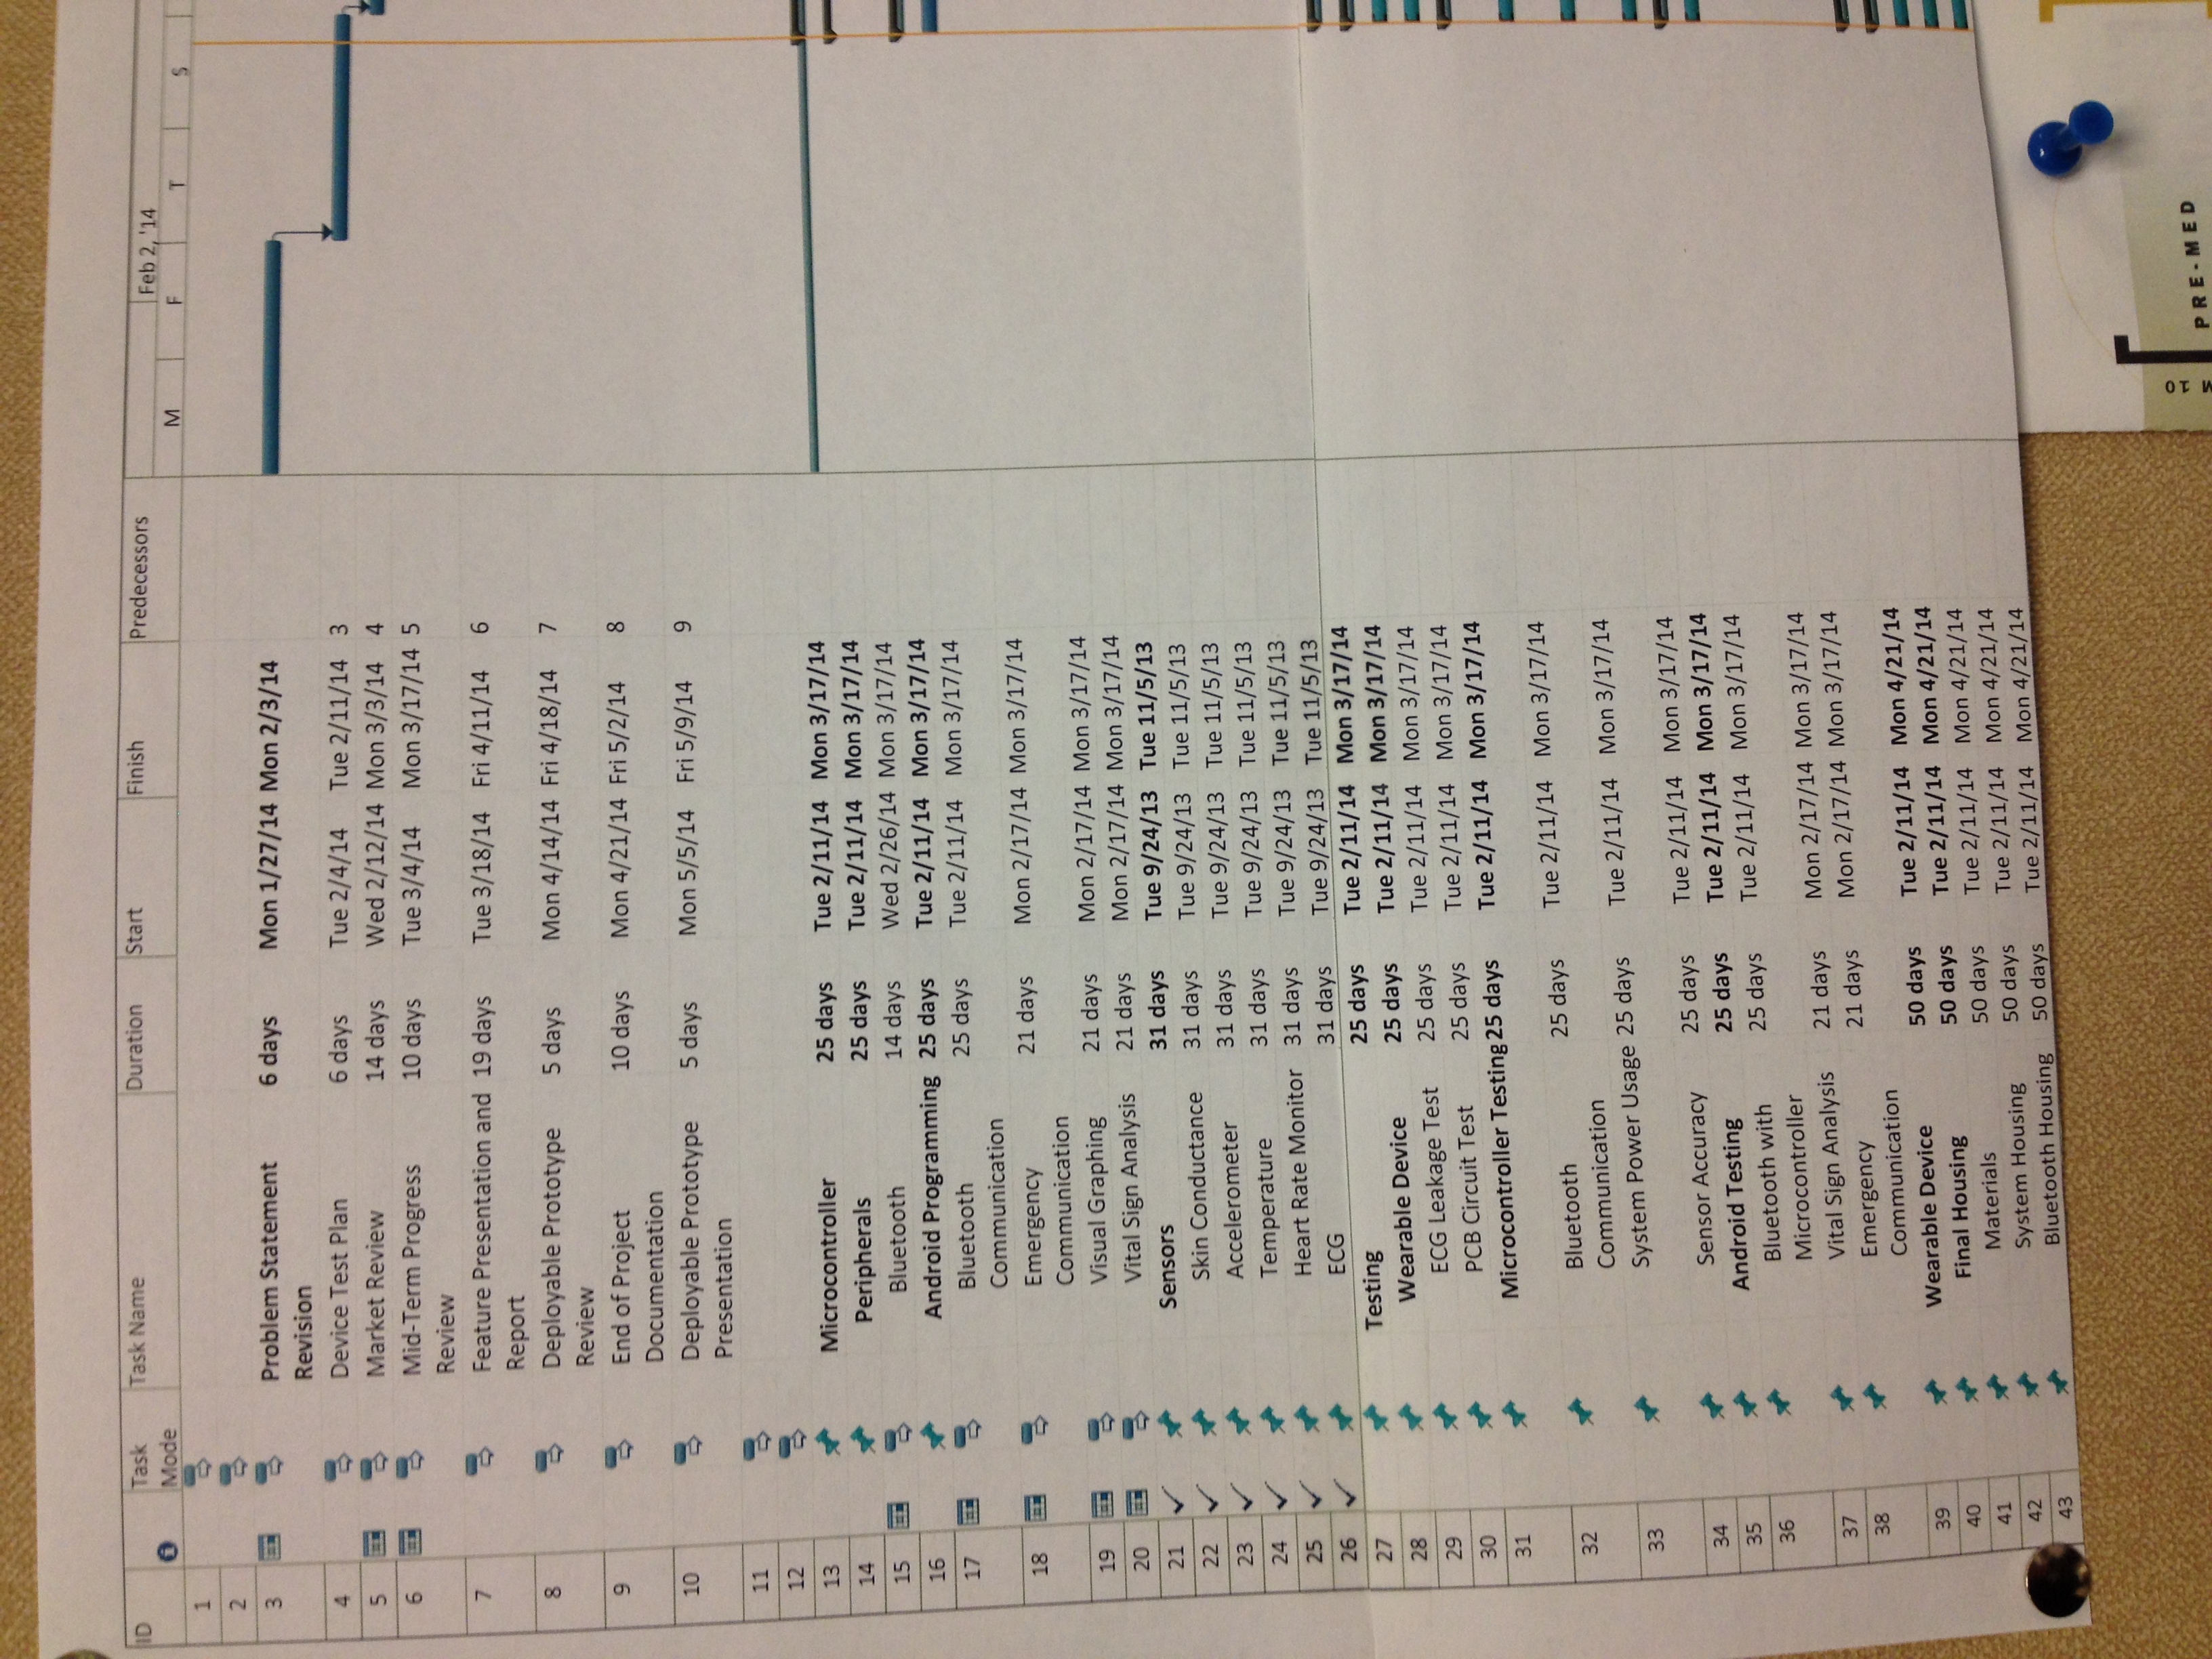 ID Task Mode Task Name Duration Start Finish Predecessors
Feb 2, '14
M F T S
1
2
3 Problem Statement Revision 6 days Mon 1/27/14 Mon 2/3/14
4 Device Test Plan 6 days Tue 2/4/14 Tue 2/11/14 3
5 Market Review 14 days Wed 2/12/14 Mon 3/3/14 4
6 Mid-Term Progress Review 10 days Tue 3/4/14 Mon 3/17/14 5
7 Feature Presentation and Report 19 days Tue 3/18/14 Fri 4/11/14 6
8 Deployable Prototype Review 5 days Mon 4/14/14 Fri 4/18/14 7
9 End of Project Documentation 10 days Mon 4/21/14 Fri 5/2/14 8
10 Deployable Prototype Presentation 5 days Mon 5/5/14 Fri 5/9/14 9
11
12
13 Microcontroller 25 days Tue 2/11/14 Mon 3/17/14
14 Peripherals 25 days Tue 2/11/14 Mon 3/17/14
15 Bluetooth 14 days Wed 2/26/14 Mon 3/17/14
16 Android Programming 25 days Tue 2/11/14 Mon 3/17/14
17 Bluetooth Communication 25 days Tue 2/11/14 Mon 3/17/14
18 Emergency Communication 21 days Mon 2/17/14 Mon 3/17/14
19 Visual Graphing 21 days Mon 2/17/14 Mon 3/17/14
20 Vital Sign Analysis 21 days Mon 2/17/14 Mon 3/17/14
21 Sensors 31 days Tue 9/24/13 Tue 11/5/13
22 Skin Conductance 31 days Tue 9/24/13 Tue 11/5/13
23 Accelerometer 31 days Tue 9/24/13 Tue 11/5/13
24 Temperature 31 days Tue 9/24/13 Tue 11/5/13
25 Heart Rate Monitor 31 days Tue 9/24/13 Tue 11/5/13
26 ECG 31 days Tue 9/24/13 Tue 11/5/13
27 Testing 25 days Tue 2/11/14 Mon 3/17/14
28 Wearable Device 25 days Tue 2/11/14 Mon 3/17/14
29 ECG Leakage Test 25 days Tue 2/11/14 Mon 3/17/14
30 PCB Circuit Test 25 days Tue 2/11/14 Mon 3/17/14
31 Microcontroller Testing 25 days Tue 2/11/14 Mon 3/17/14
32 Bluetooth Communication 25 days Tue 2/11/14 Mon 3/17/14
33 System Power Usage 25 days Tue 2/11/14 Mon 3/17/14
34 Sensor Accuracy 25 days Tue 2/11/14 Mon 3/17/14
35 Android Testing 25 days Tue 2/11/14 Mon 3/17/14
36 Bluetooth with Microcontroller 25 days Tue 2/11/14 Mon 3/17/14
37 Vital Sign Analysis 21 days Mon 2/17/14 Mon 3/17/14
38 Emergency Communication 21 days Mon 2/17/14 Mon 3/17/14
39 Wearable Device 50 days Tue 2/11/14 Mon 4/21/14
40 Final Housing 50 days Tue 2/11/14 Mon 4/21/14
41 Materials 50 days Tue 2/11/14 Mon 4/21/14
42 System Housing 50 days Tue 2/11/14 Mon 4/21/14
43 Bluetooth Housing 50 days Tue 2/11/14 Mon 4/21/14
M 10
PRE-MED